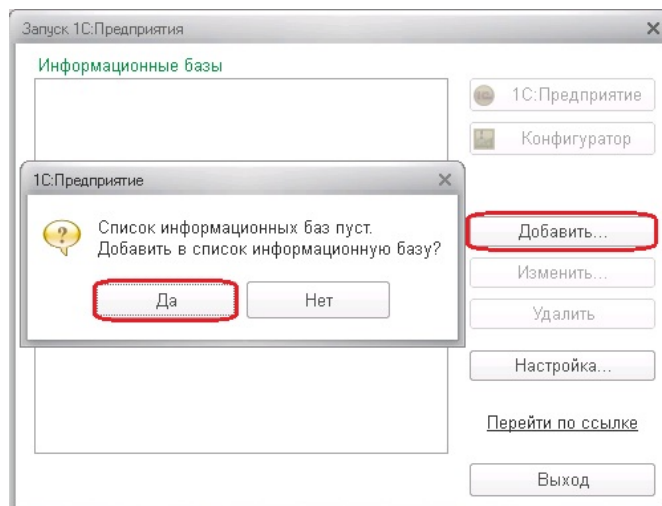 Запуск 1С:Предприятия
Информационные базы
1С:Предприятие
Конфигуратор
1С:Предприятие
Список информационных баз пуст.
Добавить в список информационную базу?
Да
Нет
Добавить...
Изменить...
Удалить
Настройка...
Перейти по ссылке
Выход